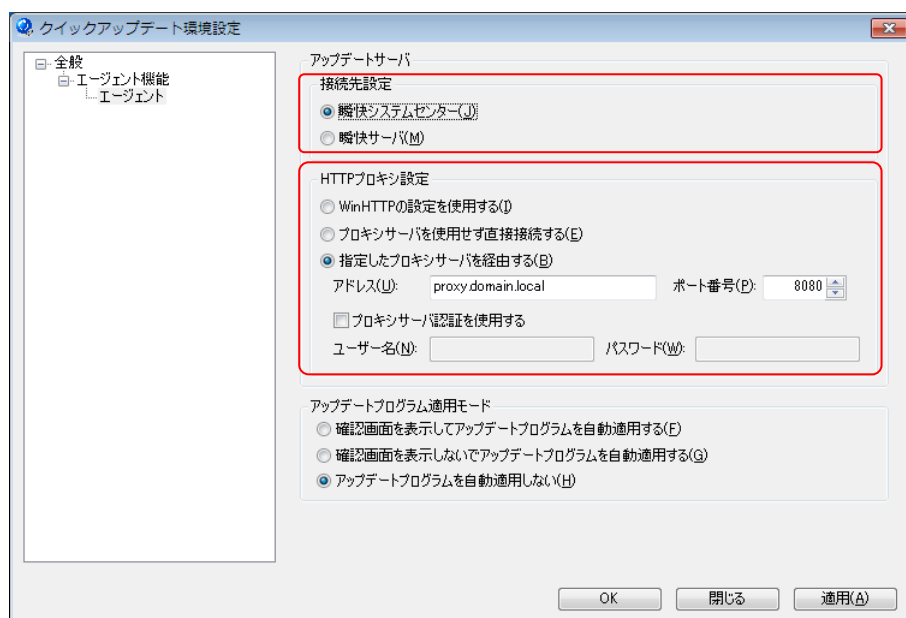 クイックアップデート環境設定
全般
エージェント機能
エージェント
アップデートサーバ
接続先設定
瞬快システムセンター(J)
瞬快サーバ(M)
HTTPプロキシ設定
WinHTTPの設定を使用する(I)
プロキシサーバを使用せず直接接続する(E)
指定したプロキシサーバを経由する(B)
アドレス(U): proxy.domain.local ポート番号(P): 8080
プロキシサーバ認証を使用する
ユーザー名(N): パスワード(W):
アップデートプログラム適用モード
確認画面を表示してアップデートプログラムを自動適用する(F)
確認画面を表示しないでアップデートプログラムを自動適用する(G)
アップデートプログラムを自動適用しない(H)
OK 閉じる 適用(A)